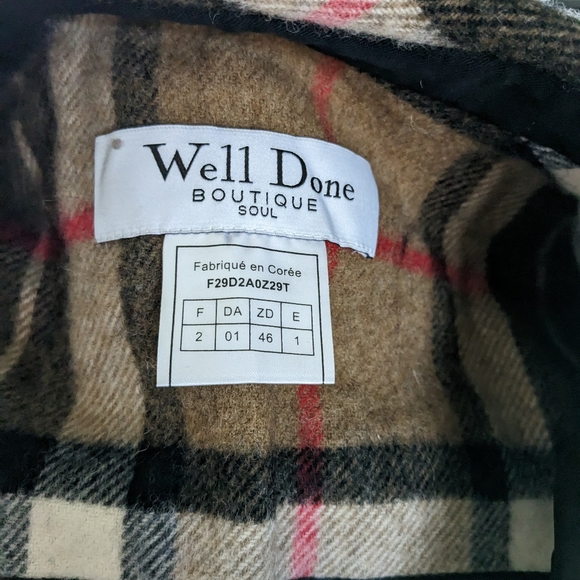 Well Done
BOUTIQUE
SOUL
Fabriqué en Corée
F29D2A0Z29T
F DA ZD E
2 01 46 1